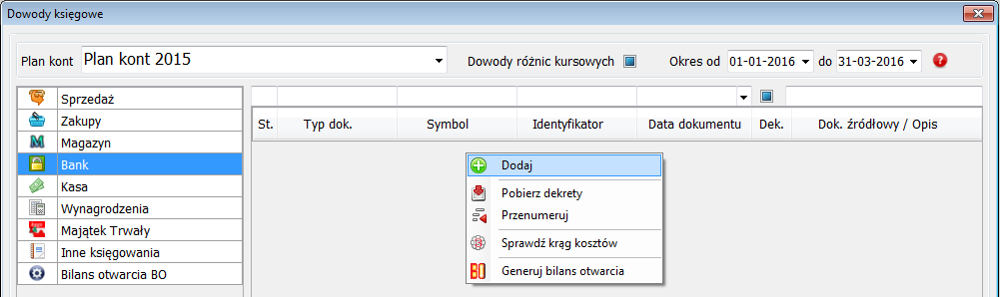 Dowody księgowe
Plan kont Plan kont 2015 Dowody różnic kursowych Okres od 01-01-2016 do 31-03-2016 ?
Sprzedaż
Zakupy
Magazyn
Bank
Kasa
Wynagrodzenia
Majątek Trwały
Inne księgowania
Bilans otwarcia BO
St. Typ dok. Symbol Identyfikator Data dokumentu Dek. Dok. źródłowy / Opis
Dodaj
Pobierz dekrety
Przenumeruj
Sprawdź krąg kosztów
BO Generuj bilans otwarcia